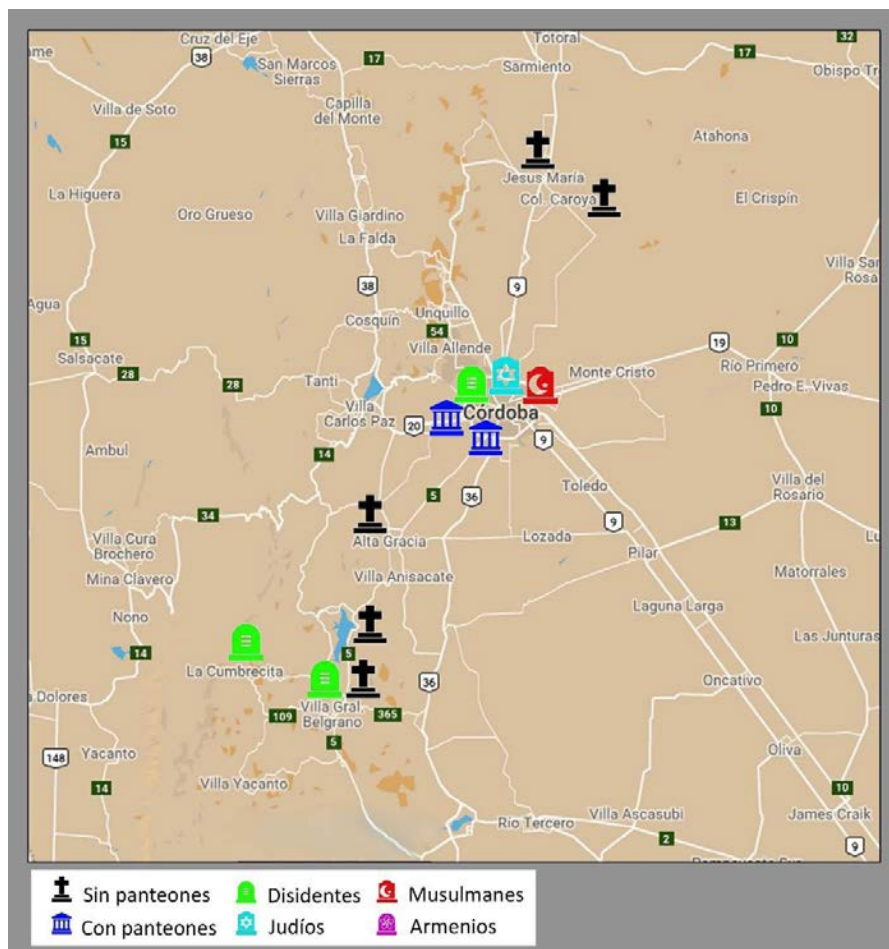 Cruz del Eje
Totoral
32
ame
38
17
San Marcos
Sierras
17
Sarmiento
Obispo Tr
Villa de Soto
Capilla
del Monte
15
Atahona
La Higuera
Jesus María
Col. Caroya
El Crispín
Oro Grueso
Villa Giardino
La Falda
Villa San
Rosa
Agua
38
9
Cosquín
Unquillo
54
15
Salsacate
Villa Allende
19
10
Río Primero
28
28
Tanti
Monte Cristo
Pedro E. Vivas
Villa
Carlos Paz
20
Córdoba
10
Ambul
14
9
5
36
Toledo
Villa del
Rosario
34
9
13
Villa Cura
Brochero
Alta Gracia
Lozada
Lu
Pilar
Mina Clavero
Villa Anisacate
Matorrales
Nono
Laguna Larga
14
5
Las Junturas
La Cumbrecita
36
a Dolores
Oncativo
109
Villa Gral.
Belgrano
365
5
148
Yacanto
Oliva
14
Villa Yacanto
10
Rio Tercero
Villa Ascasubi
James Craik
2
9
Sin panteones
Disidentes
Musulmanes
Con panteones
Judíos
Armenios